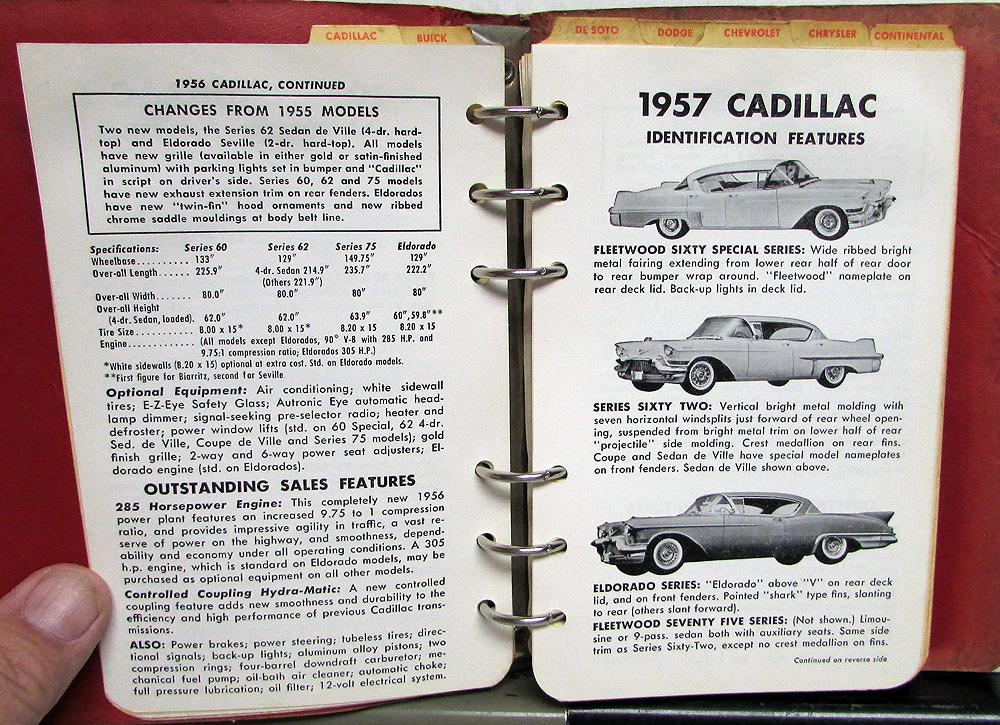 CADILLAC
BUICK
1956 CADILLAC, CONTINUED
CHANGES FROM 1955 MODELS
Two new models, the Series 62 Sedan de Ville (4-dr. hard-
top) and Eldorado Seville (2-dr. hard-top). All models
have new grille (available in either gold or satin-finished
aluminum) with parking lights set in bumper and "Cadillac"
in script on driver's side. Series 60, 62 and 75 models
have new exhaust extension trim on rear fenders. Eldorados
have new "twin-fin" hood ornaments and new ribbed
chrome saddle mouldings at body belt line.
Specifications: Series 60 Series 62 Series 75 Eldorado
Wheelbase.......... 133" 129" 149.75" 129"
Over-all Length...... 225.9" 4-dr. Sedan 214.9" 235.7" 222.2"
(Others 221.9")
Over-all Width....... 80.0" 80.0" 80" 80"
Over-all Height
(4-dr. Sedan, loaded). 62.0" 62.0" 63.9" 60",59.8"**
Tire Size........... 8.00 x 15* 8.00 x 15* 8.20 x 15 8.20 x 15
Engine............. (All models except Eldorados, 90° V-8 with 285 H.P. and
9.75:1 compression ratio; Eldorados 305 H.P.)
*White sidewalls (8.20 x 15) optional at extra cost. Std. on Eldorado models.
**First figure for Biarritz, second for Seville
Optional Equipment: Air conditioning; white sidewall
tires; E-Z-Eye Safety Glass; Autronic Eye automatic head-
lamp dimmer; signal-seeking pre-selector radio; heater and
defroster; power window lifts (std. on 60 Special, 62 4-dr.
Sed. de Ville, Coupe de Ville and Series 75 models); gold
finish grille; 2-way and 6-way power seat adjusters; El-
dorado engine (std. on Eldorados).
OUTSTANDING SALES FEATURES
285 Horsepower Engine: This completely new 1956
power plant features an increased 9.75 to 1 compression
ratio, and provides impressive agility in traffic, a vast re-
serve of power on the highway, and smoothness, depend-
ability and economy under all operating conditions. A 305
h.p. engine, which is standard on Eldorado models, may be
purchased as optional equipment on all other models.
Controlled Coupling Hydra-Matic: A new controlled
coupling feature adds new smoothness and durability to the
efficiency and high performance of previous Cadillac trans-
missions.
ALSO: Power brakes; power steering; tubeless tires; direc-
tional signals; back-up lights; aluminum alloy pistons; two
compression rings; four-barrel downdraft carburetor; me-
chanical fuel pump; oil-bath air cleaner; automatic choke;
full pressure lubrication; oil filter; 12-volt electrical system.
DE SOTO
DODGE
CHEVROLET
CHRYSLER
CONTINENTAL
1957 CADILLAC
IDENTIFICATION FEATURES
FLEETWOOD SIXTY SPECIAL SERIES: Wide ribbed bright
metal fairing extending from lower rear half of rear door
to rear bumper wrap around. "Fleetwood" nameplate on
rear deck lid. Back-up lights in deck lid.
SERIES SIXTY TWO: Vertical bright metal molding with
seven horizontal windsplits just forward of rear wheel open-
ing, suspended from bright metal trim on lower half of rear
"projectile" side molding. Crest medallion on rear fins.
Coupe and Sedan de Ville have special model nameplates
on front fenders. Sedan de Ville shown above.
ELDORADO SERIES: "Eldorado" above "V" on rear deck
lid, and on front fenders. Pointed "shark" type fins, slanting
to rear (others slant forward).
FLEETWOOD SEVENTY FIVE SERIES: (Not shown.) Limou-
sine or 9-pass. sedan both with auxiliary seats. Same side
trim as Series Sixty-Two, except no crest medallion on fins.
Continued on reverse side